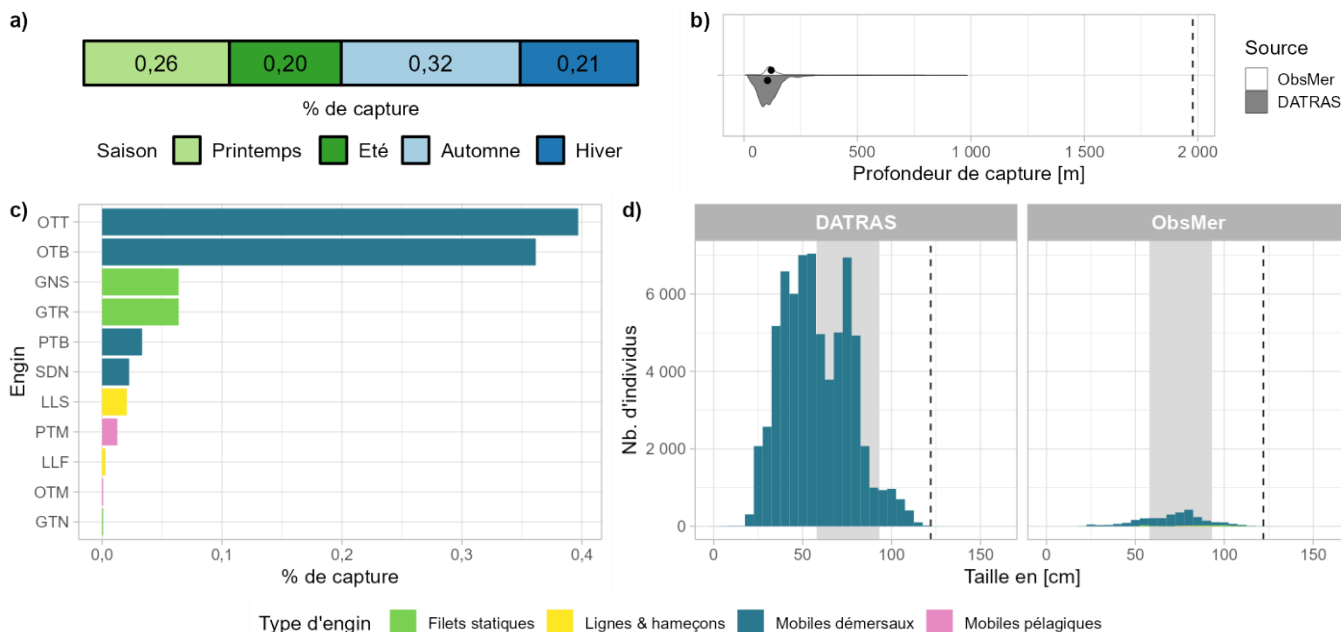 a)
0,26 0,20 0,32 0,21
% de capture
Saison Printemps Eté Automne Hiver
b)
0 500 1 000 1 500 2 000
Profondeur de capture [m]
Source
ObsMer
DATRAS
c)
Engin
OTT
OTB
GNS
GTR
PTB
SDN
LLS
PTM
LLF
OTM
GTN
0,0 0,1 0,2 0,3 0,4
% de capture
d)
DATRAS ObsMer
Nb. d'individus
6 000
4 000
2 000
0
0 50 100 150 0 50 100 150
Taille en [cm]
Type d'engin Filets statiques Lignes & hameçons Mobiles démersaux Mobiles pélagiques